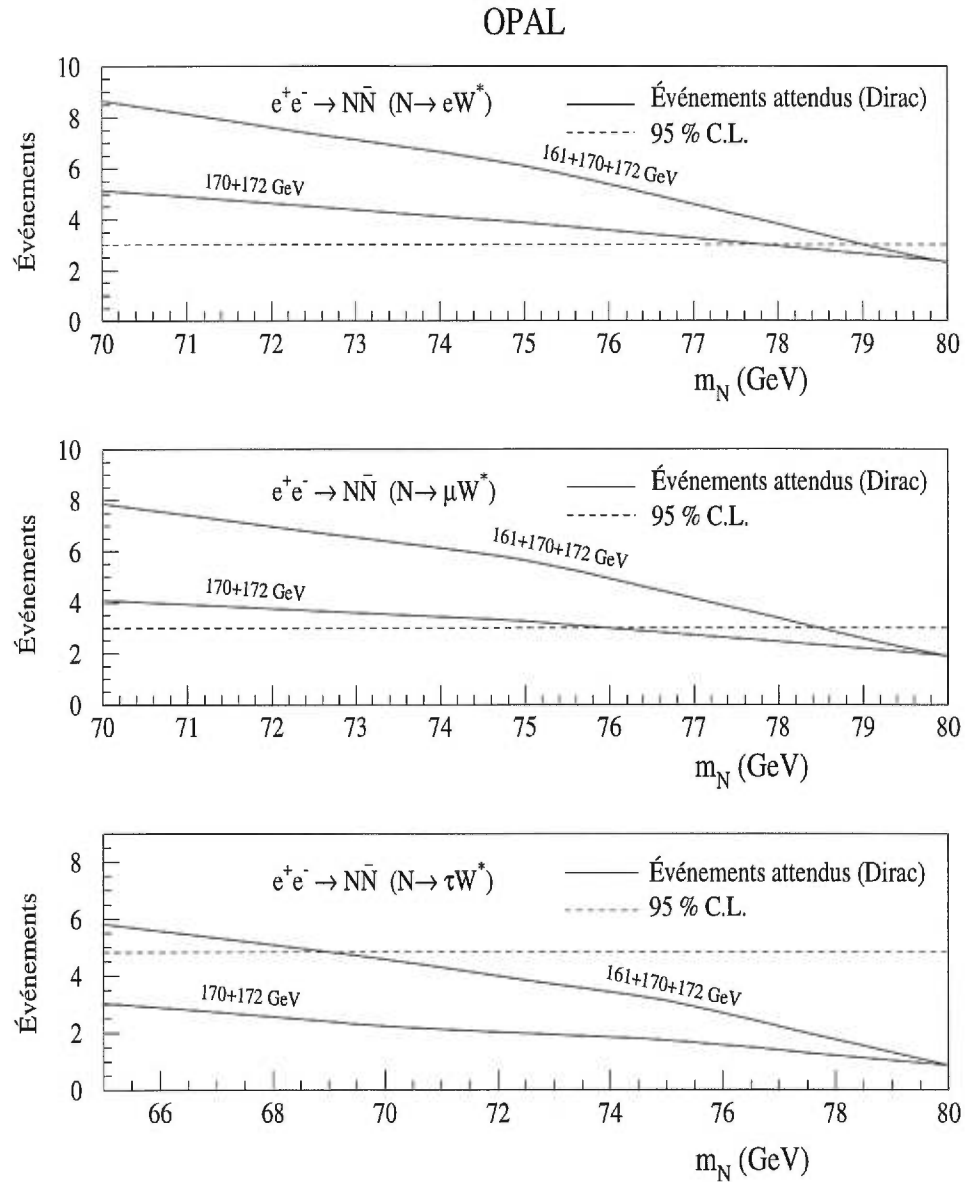 OPAL
Événements
10
8
6
4
2
0
e⁺e⁻ → NN̄ (N→ eW*)
Événements attendus (Dirac)
95 % C.L.
161+170+172 GeV
170+172 GeV
70 71 72 73 74 75 76 77 78 79 80
m_N (GeV)
Événements
10
8
6
4
2
0
e⁺e⁻ → NN̄ (N→ μW*)
Événements attendus (Dirac)
95 % C.L.
161+170+172 GeV
170+172 GeV
70 71 72 73 74 75 76 77 78 79 80
m_N (GeV)
Événements
8
6
4
2
0
e⁺e⁻ → NN̄ (N→ τW*)
Événements attendus (Dirac)
95 % C.L.
161+170+172 GeV
170+172 GeV
66 68 70 72 74 76 78 80
m_N (GeV)